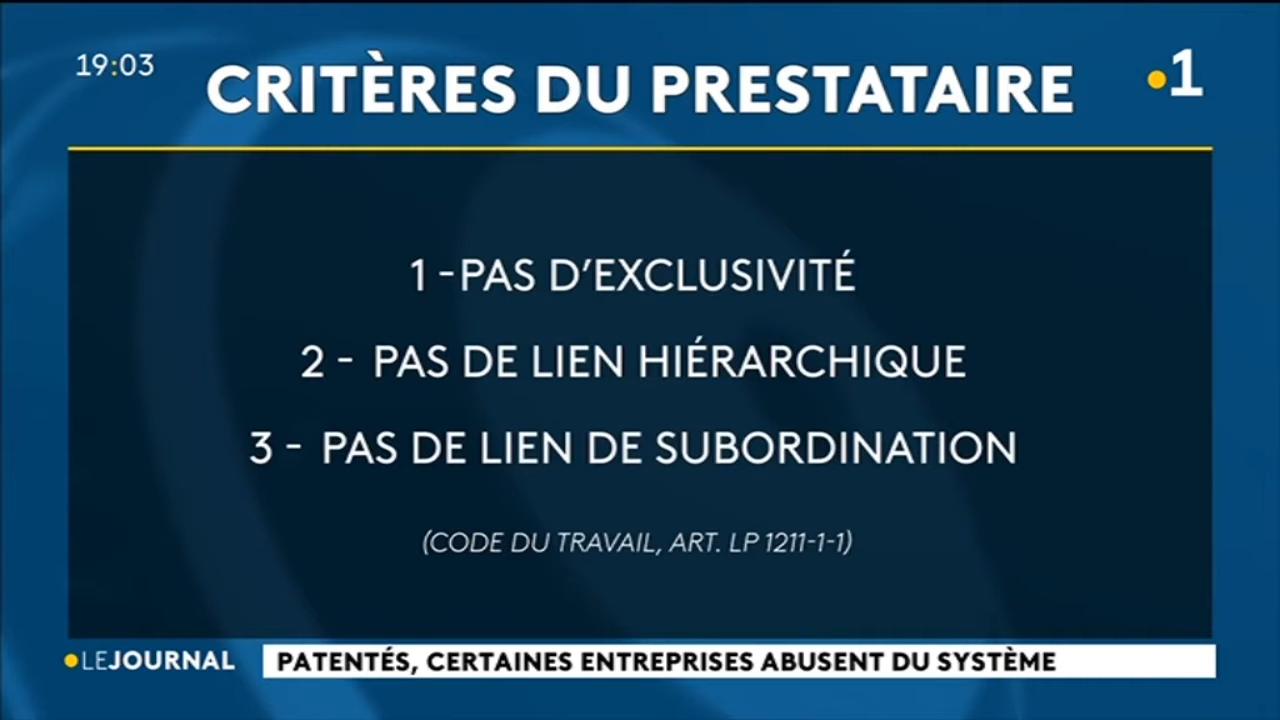 19:03
CRITÈRES DU PRESTATAIRE
1
1 -PAS D'EXCLUSIVITÉ
2 - PAS DE LIEN HIÉRARCHIQUE
3 - PAS DE LIEN DE SUBORDINATION
(CODE DU TRAVAIL, ART. LP 1211-1-1)
LEJOURNAL
PATENTÉS, CERTAINES ENTREPRISES ABUSENT DU SYSTÈME